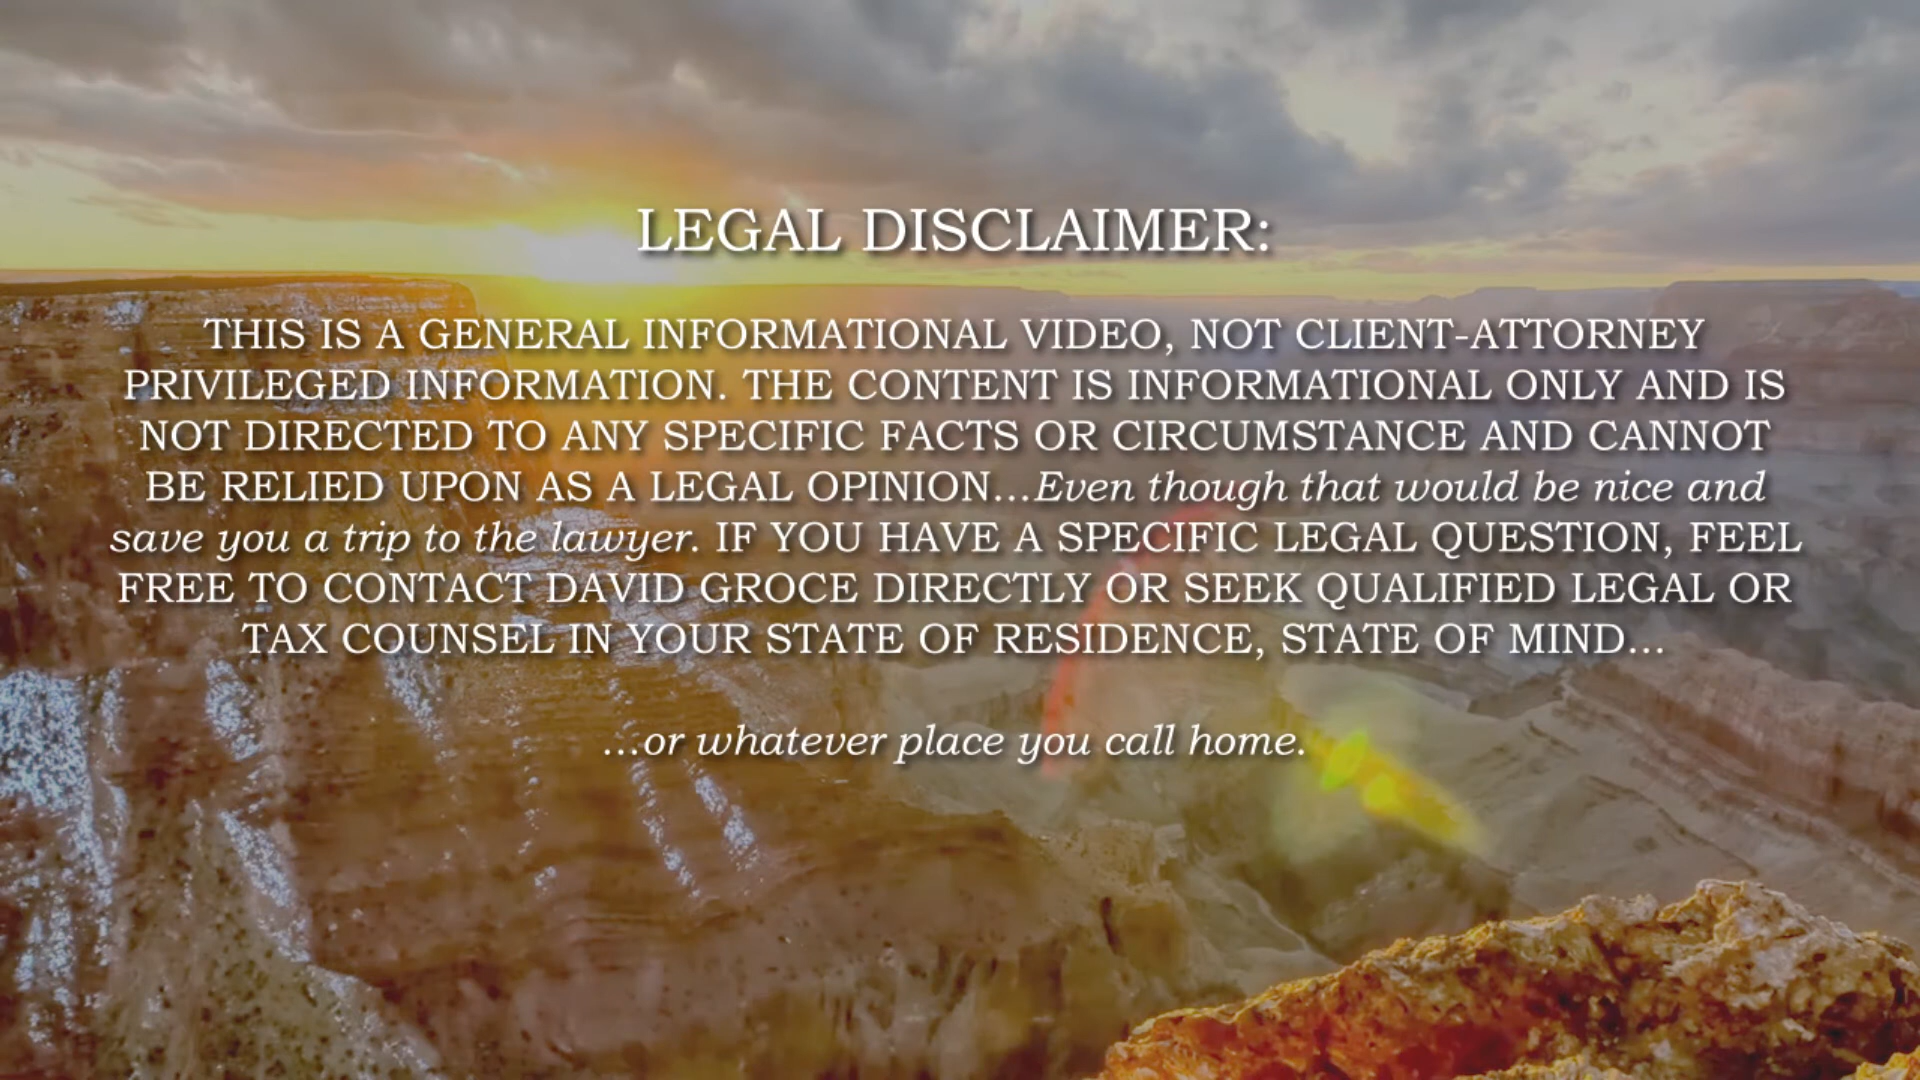 LEGAL DISCLAIMER:
THIS IS A GENERAL INFORMATIONAL VIDEO, NOT CLIENT-ATTORNEY
PRIVILEGED INFORMATION. THE CONTENT IS INFORMATIONAL ONLY AND IS
NOT DIRECTED TO ANY SPECIFIC FACTS OR CIRCUMSTANCE AND CANNOT
BE RELIED UPON AS A LEGAL OPINION...Even though that would be nice and
save you a trip to the lawyer. IF YOU HAVE A SPECIFIC LEGAL QUESTION, FEEL
FREE TO CONTACT DAVID GROCE DIRECTLY OR SEEK QUALIFIED LEGAL OR
TAX COUNSEL IN YOUR STATE OF RESIDENCE, STATE OF MIND...
...or whatever place you call home.